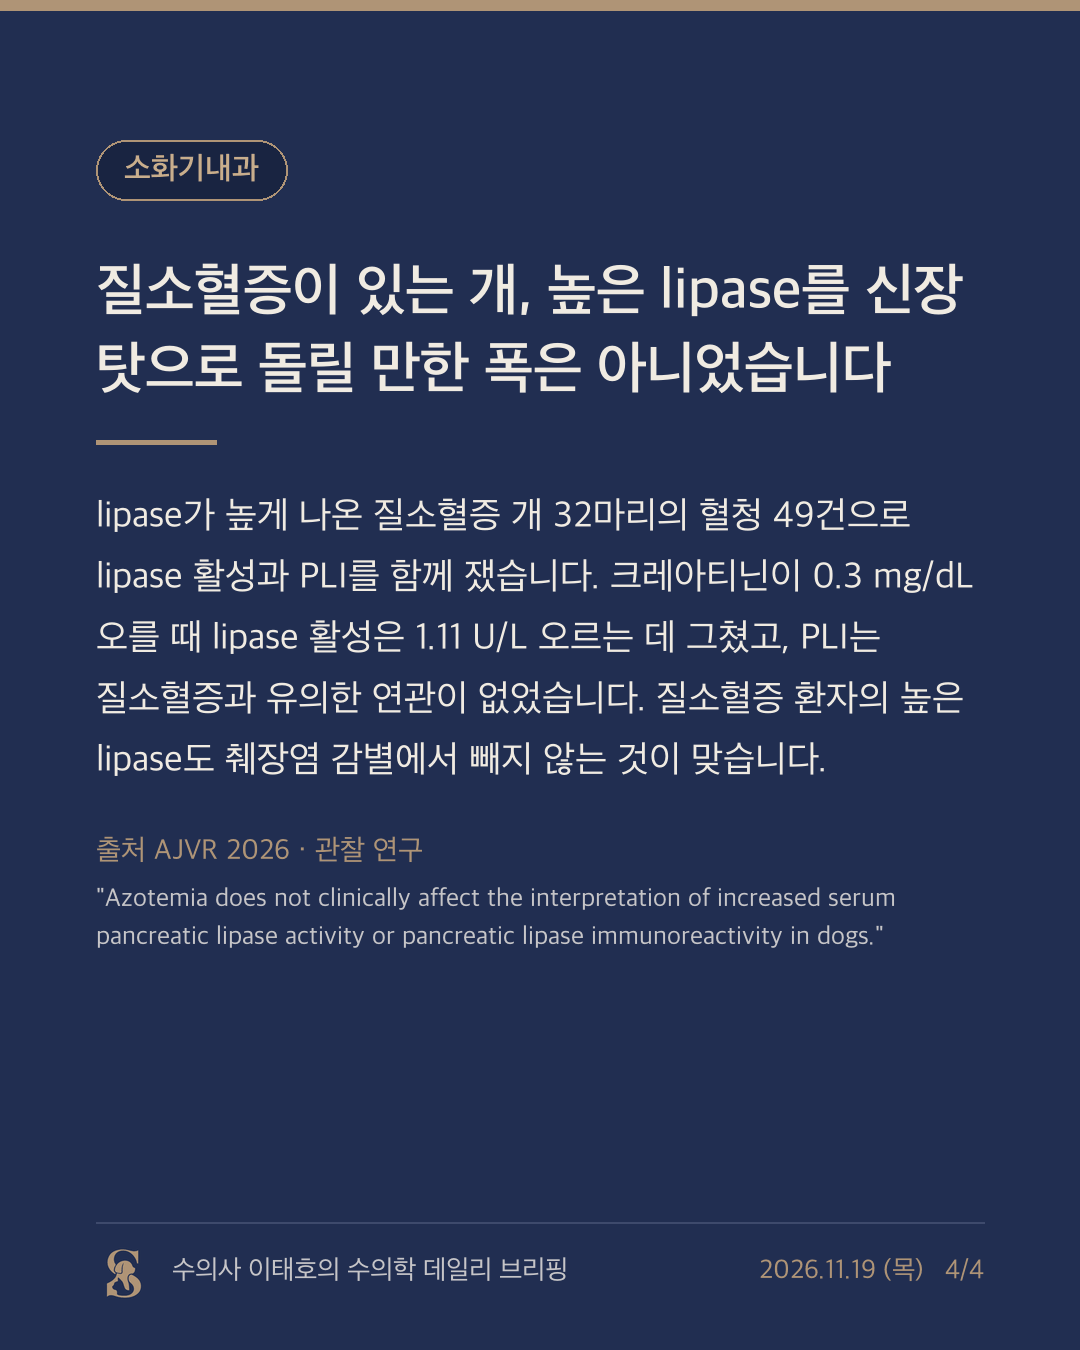 소화기내과
질소혈증이 있는 개, 높은 lipase를 신장
탓으로 돌릴 만한 폭은 아니었습니다
lipase가 높게 나온 질소혈증 개 32마리의 혈청 49건으로
lipase 활성과 PLI를 함께 쟀습니다. 크레아티닌이 0.3 mg/dL
오를 때 lipase 활성은 1.11 U/L 오르는 데 그쳤고, PLI는
질소혈증과 유의한 연관이 없었습니다. 질소혈증 환자의 높은
lipase도 췌장염 감별에서 빼지 않는 것이 맞습니다.
출처 AJVR 2026 · 관찰 연구
"Azotemia does not clinically affect the interpretation of increased serum
pancreatic lipase activity or pancreatic lipase immunoreactivity in dogs."
수의사 이태호의 수의학 데일리 브리핑
2026.11.19 (목) 4/4